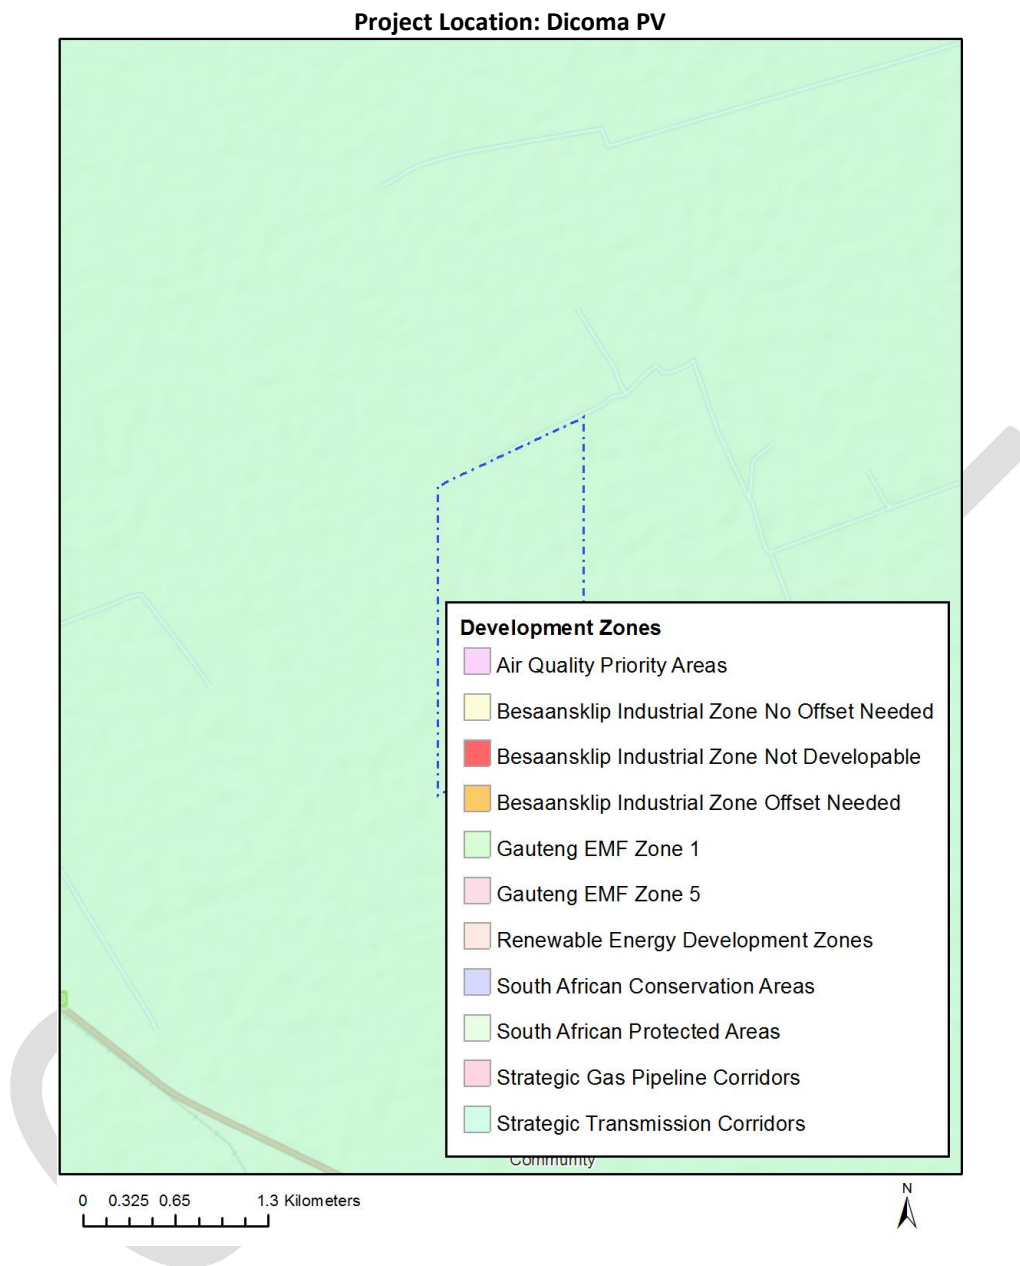 Project Location: Dicoma PV
Development Zones
Air Quality Priority Areas
Besaansklip Industrial Zone No Offset Needed
Besaansklip Industrial Zone Not Developable
Besaansklip Industrial Zone Offset Needed
Gauteng EMF Zone 1
Gauteng EMF Zone 5
Renewable Energy Development Zones
South African Conservation Areas
South African Protected Areas
Strategic Gas Pipeline Corridors
Strategic Transmission Corridors
Community
0 0.325 0.65 1.3 Kilometers
N